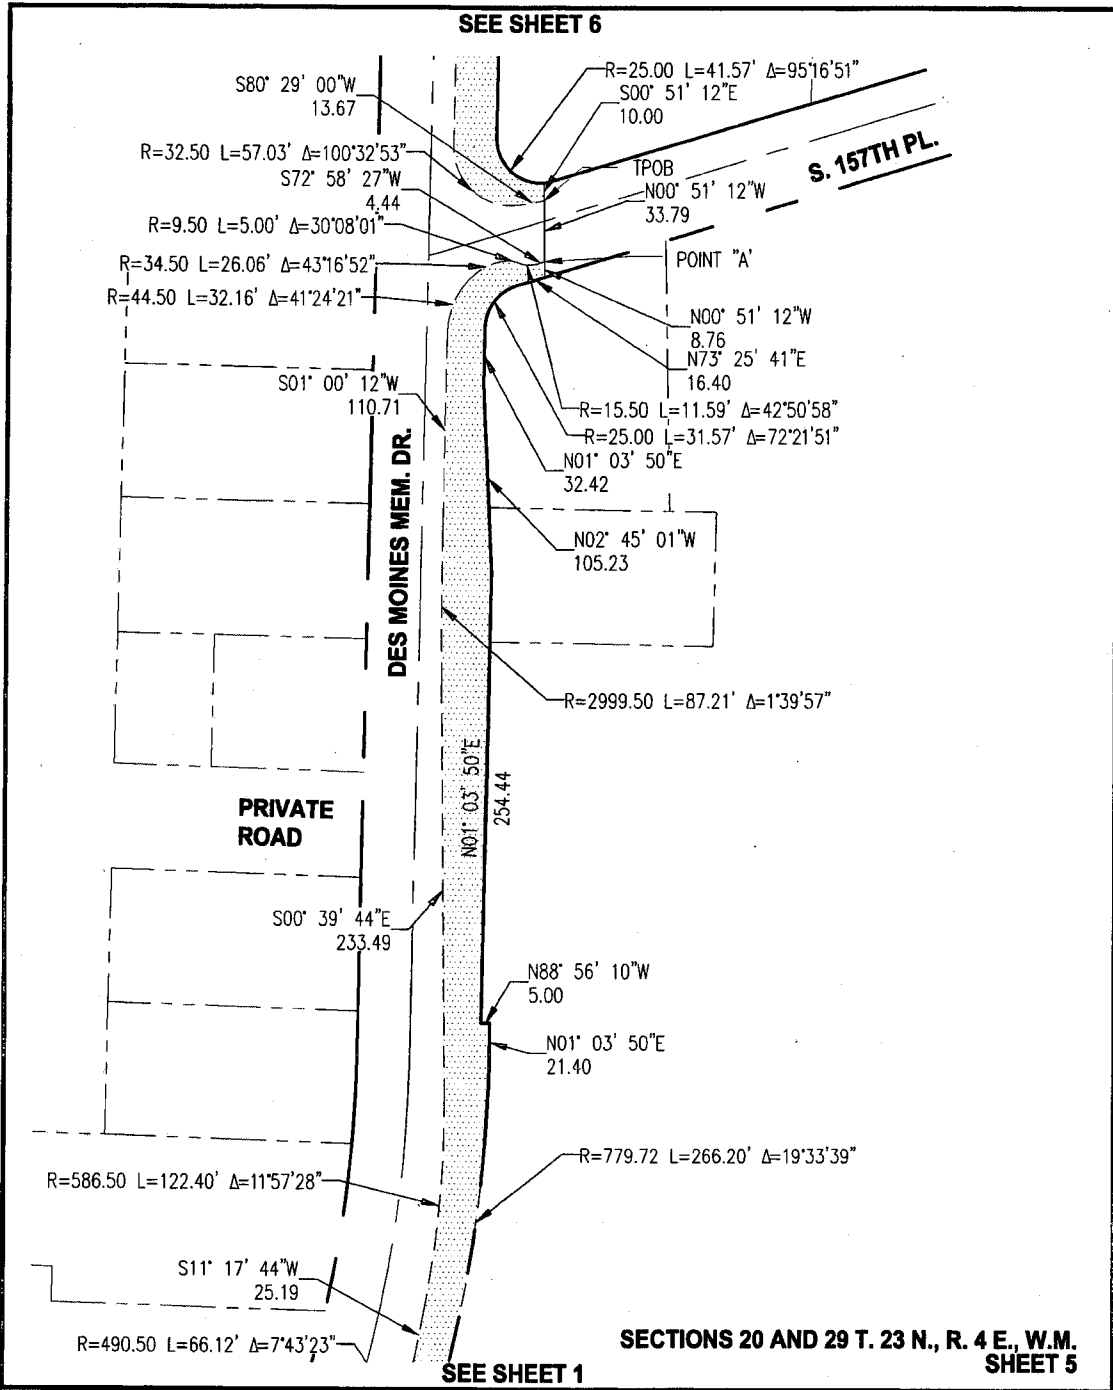 SEE SHEET 6
R=25.00 L=41.57' Δ=95°16'51"
S80° 29' 00"W
13.67
S00° 51' 12"E
10.00
R=32.50 L=57.03' Δ=100°32'53"
TPOB
S. 157TH PL.
S72° 58' 27"W
4.44
N00° 51' 12"W
33.79
R=9.50 L=5.00' Δ=30°08'01"
POINT "A'
R=34.50 L=26.06' Δ=43°16'52"
R=44.50 L=32.16' Δ=41°24'21"
N00° 51' 12"W
8.76
N73° 25' 41"E
16.40
S01° 00' 12"W
110.71
R=15.50 L=11.59' Δ=42°50'58"
R=25.00 L=31.57' Δ=72°21'51"
N01° 03' 50"E
32.42
DES MOINES MEM. DR.
N02° 45' 01"W
105.23
R=2999.50 L=87.21' Δ=1°39'57"
N01° 03' 50"E
254.44
PRIVATE
ROAD
S00° 39' 44"E
233.49
N88° 56' 10"W
5.00
N01° 03' 50"E
21.40
R=779.72 L=266.20' Δ=19°33'39"
R=586.50 L=122.40' Δ=11°57'28"
S11° 17' 44"W
25.19
R=490.50 L=66.12' Δ=7°43'23"
SECTIONS 20 AND 29 T. 23 N., R. 4 E., W.M.
SHEET 5
SEE SHEET 1